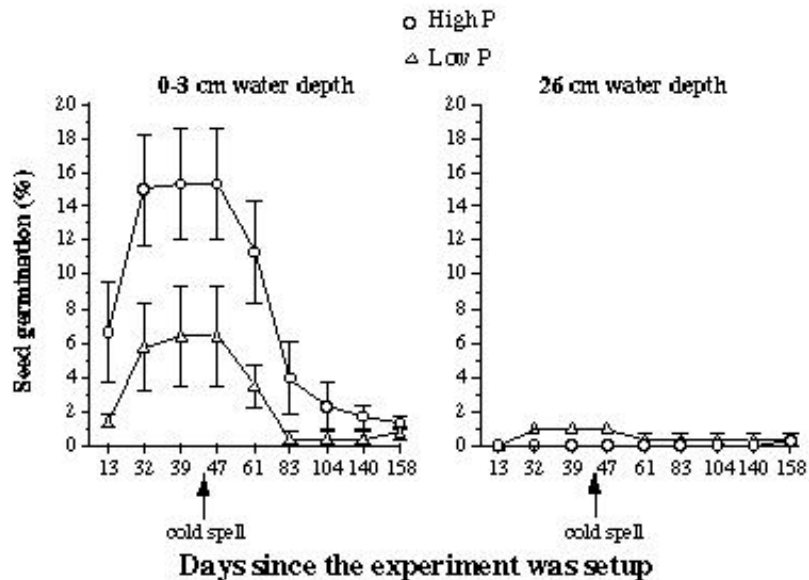 High P
Low P
0-3 cm water depth
26 cm water depth
Seed germination (%)
20
18
16
14
12
10
8
6
4
2
0
13 32 39 47 61 83 104 140 158
cold spell
20
18
16
14
12
10
8
6
4
2
0
13 32 39 47 61 83 104 140 158
cold spell
Days since the experiment was setup